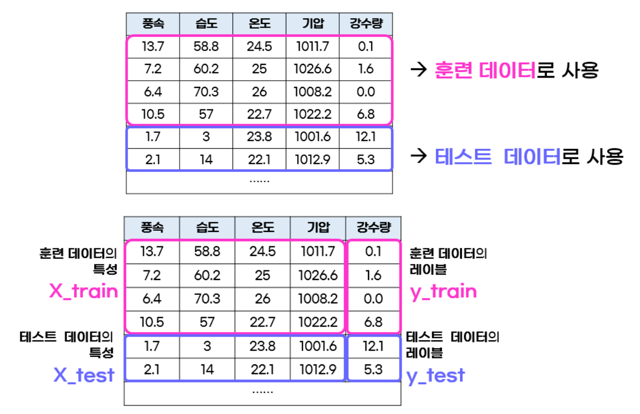 풍속 습도 온도 기압 강수량
13.7 58.8 24.5 1011.7 0.1
7.2 60.2 25 1026.6 1.6
6.4 70.3 26 1008.2 0.0
10.5 57 22.7 1022.2 6.8
→ 훈련 데이터로 사용
1.7 3 23.8 1001.6 12.1
2.1 14 22.1 1012.9 5.3
→ 테스트 데이터로 사용
......
풍속 습도 온도 기압 강수량
13.7 58.8 24.5 1011.7 0.1
7.2 60.2 25 1026.6 1.6
6.4 70.3 26 1008.2 0.0
10.5 57 22.7 1022.2 6.8
1.7 3 23.8 1001.6 12.1
2.1 14 22.1 1012.9 5.3
......
훈련 데이터의
특성
X_train
훈련 데이터의
레이블
y_train
테스트 데이터의
특성
X_test
테스트 데이터의
레이블
y_test